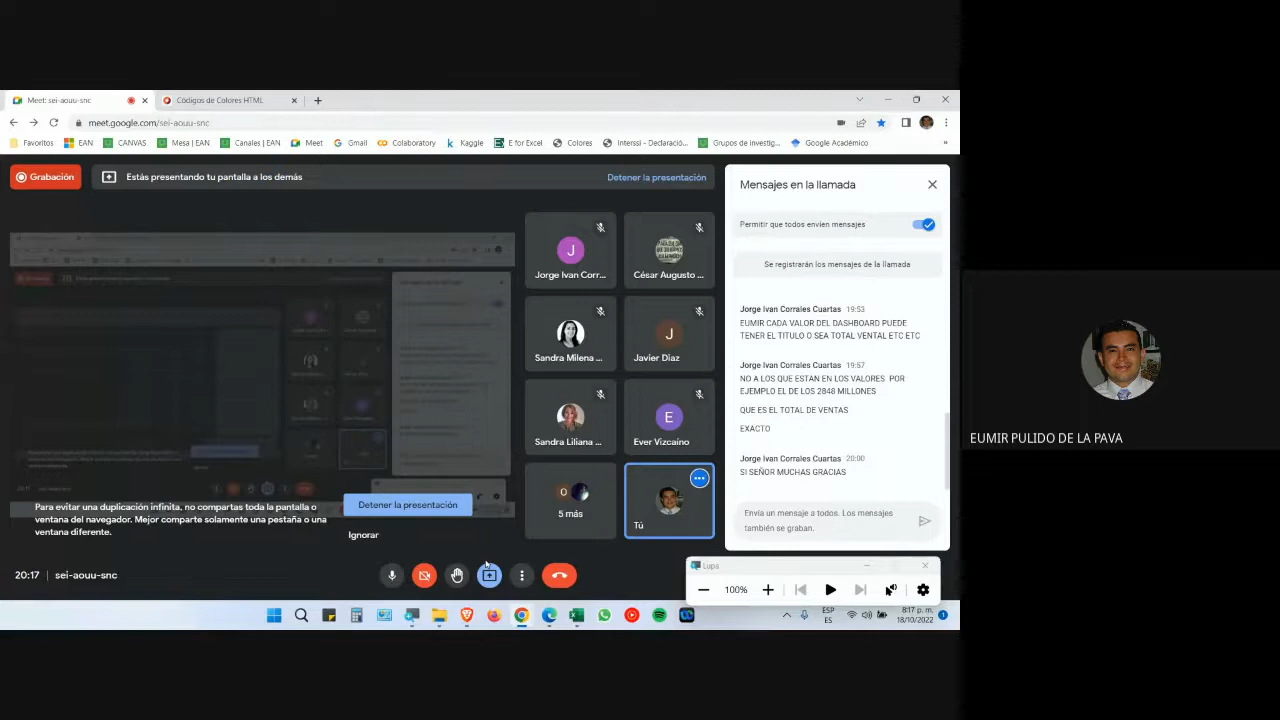 Meet: sei-aouu-snc
Códigos de Colores HTML
meet.google.com/sei-aouu-snc
Favoritos
EAN
CANVAS
Mesa | EAN
Canales | EAN
Meet
Gmail
Colaboratory
Kaggle
E for Excel
Colores
Interssi - Declaració...
Grupos de investig...
Google Académico
»
Grabación
Estás presentando tu pantalla a los demás
Detener la presentación
Mensajes en la llamada
Permitir que todos envíen mensajes
Se registrarán los mensajes de la llamada
J
Jorge Ivan Corr...
César Augusto ...
Sandra Milena ...
J
Javier Diaz
Sandra Liliana ...
E
Ever Vizcaíno
O
5 más
Tú
Jorge Ivan Corrales Cuartas 19:53
EUMIR CADA VALOR DEL DASHBOARD PUEDE
TENER EL TITULO O SEA TOTAL VENTAL ETC ETC
Jorge Ivan Corrales Cuartas 19:57
NO A LOS QUE ESTAN EN LOS VALORES POR
EJEMPLO EL DE LOS 2848 MILLONES
QUE ES EL TOTAL DE VENTAS
EXACTO
Jorge Ivan Corrales Cuartas 20:00
SI SEÑOR MUCHAS GRACIAS
Envía un mensaje a todos. Los mensajes
también se graban.
Para evitar una duplicación infinita, no compartas toda la pantalla o
ventana del navegador. Mejor comparte solamente una pestaña o una
ventana diferente.
Detener la presentación
Ignorar
20:17 | sei-aouu-snc
Lupa
100%
ESP
ES
8:17 p. m.
18/10/2022
1
EUMIR PULIDO DE LA PAVA